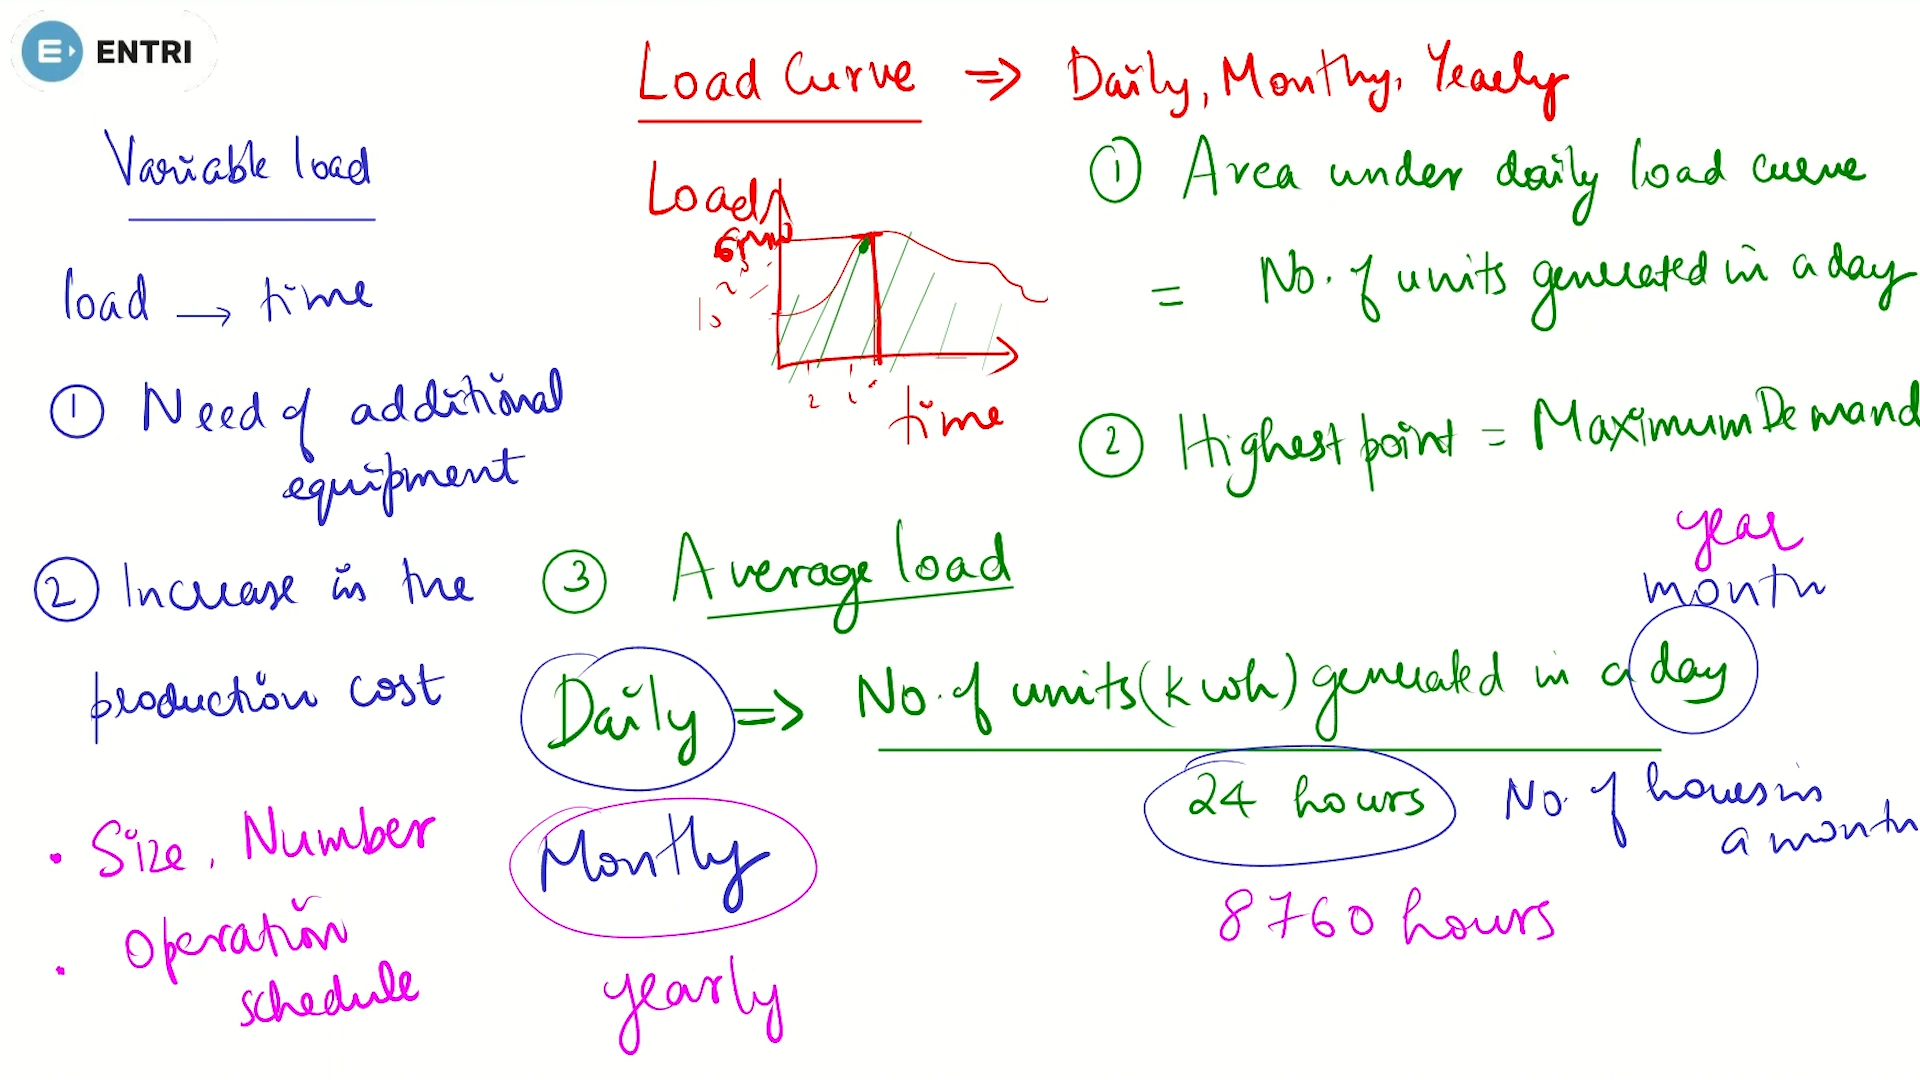 ENTRI
Load Curve => Daily, Monthy, Yearly
Variable load
load → time
① Need of additional
equipment
② Increase in the
production cost
• Size, Number
• Operation
schedule
Load
time
① Area under daily load curve
= No. of units generated in a day
② Highest point = Maximum Demand
③ Average load
year
month
Daily => No. of units (kwh) generated in a day
24 hours No. of hours in
a month
Montly
8760 hours
yearly